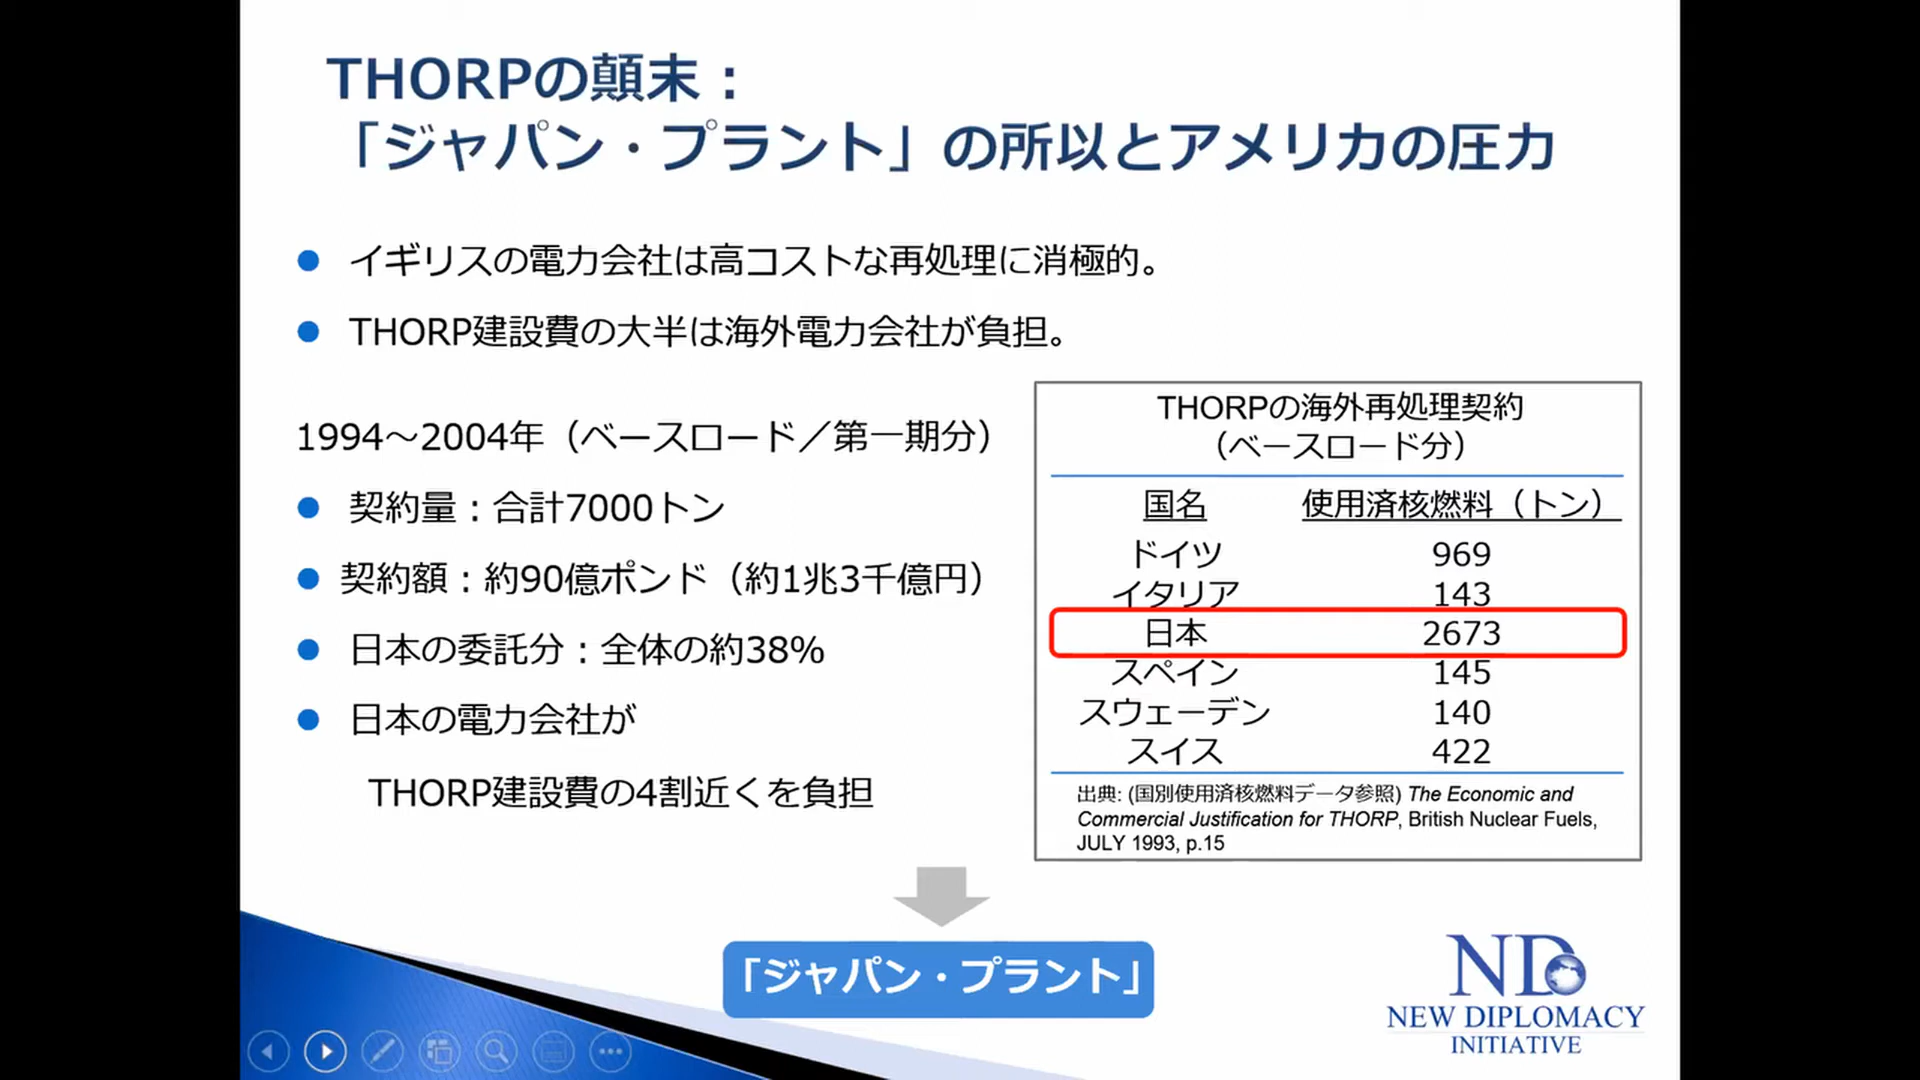 THORPの顛末：
「ジャパン・プラント」の所以とアメリカの圧力
イギリスの電力会社は高コストな再処理に消極的。
THORP建設費の大半は海外電力会社が負担。
1994～2004年（ベースロード／第一期分）
契約量：合計7000トン
契約額：約90億ポンド（約1兆3千億円）
日本の委託分：全体の約38%
日本の電力会社が
THORP建設費の4割近くを負担
THORPの海外再処理契約
（ベースロード分）
国名 使用済核燃料（トン）
ドイツ 969
イタリア 143
日本 2673
スペイン 145
スウェーデン 140
スイス 422
出典: (国別使用済核燃料データ参照) The Economic and
Commercial Justification for THORP, British Nuclear Fuels,
JULY 1993, p.15
「ジャパン・プラント」
ND
NEW DIPLOMACY
INITIATIVE